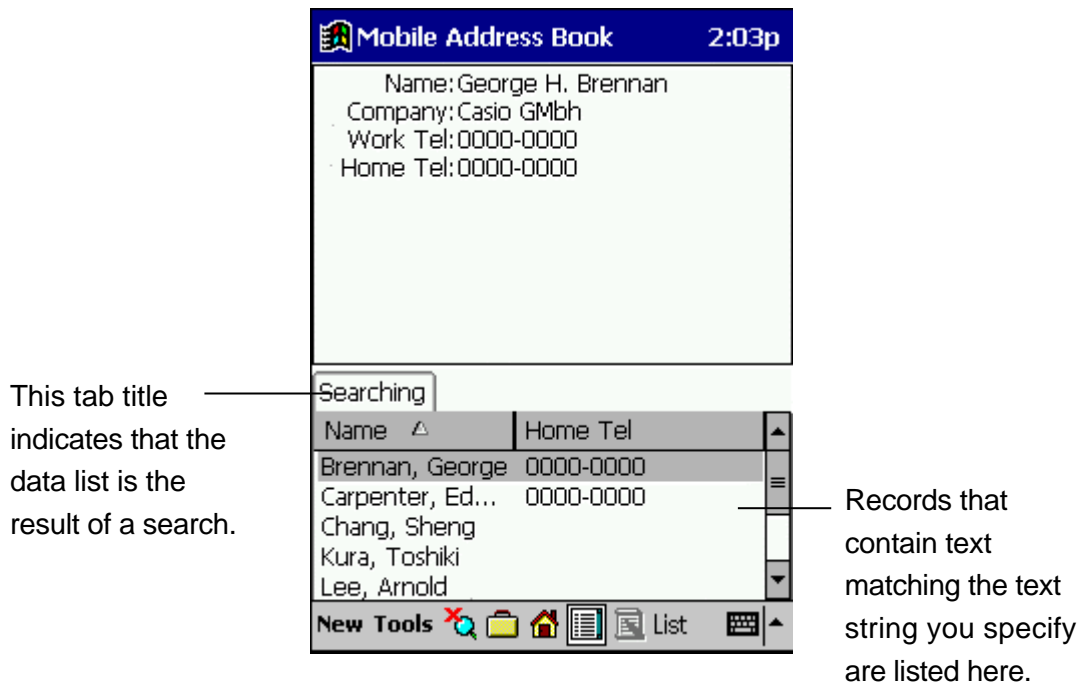 Mobile Address Book 2:03p
Name: George H. Brennan
Company: Casio GMbh
Work Tel: 0000-0000
Home Tel: 0000-0000
This tab title
indicates that the
data list is the
result of a search.
Searching
Name Home Tel
Brennan, George 0000-0000
Carpenter, Ed... 0000-0000
Chang, Sheng
Kura, Toshiki
Lee, Arnold
New Tools List
Records that
contain text
matching the text
string you specify
are listed here.